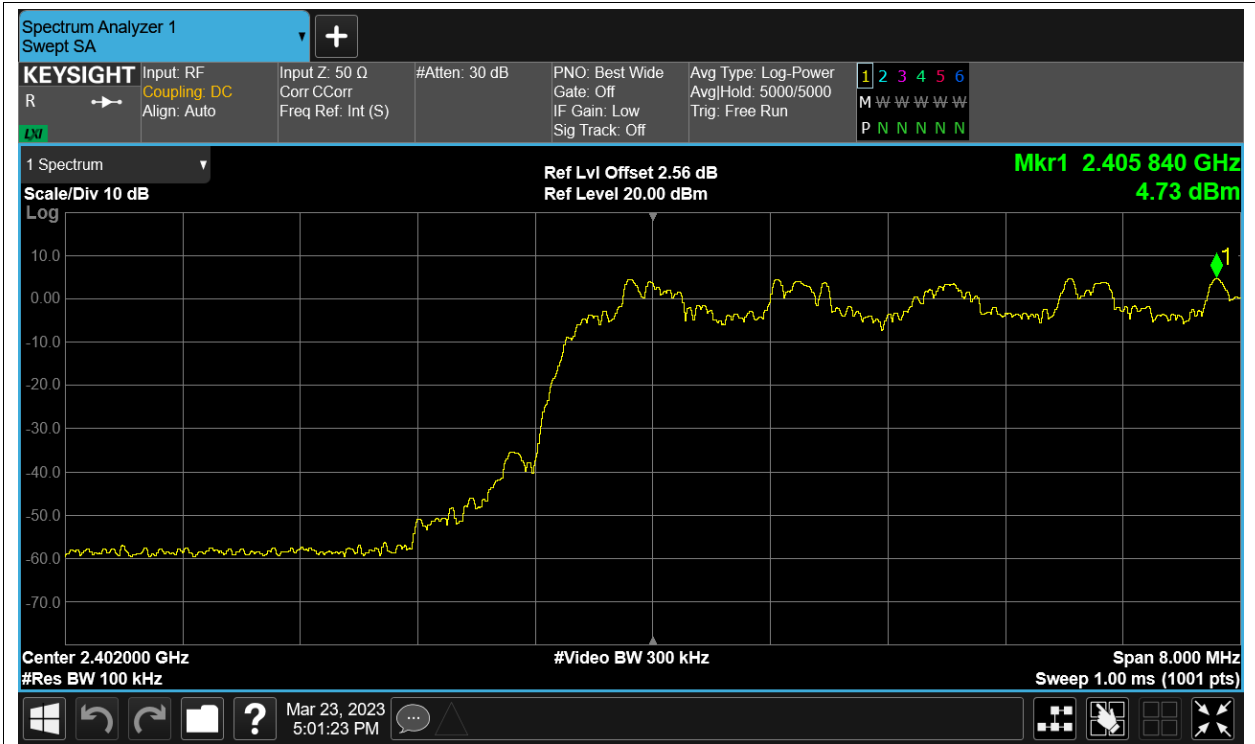 Spectrum Analyzer 1
Swept SA
KEYSIGHT
R
LXI
Input: RF
Coupling: DC
Align: Auto
Input Z: 50 Ω
Corr CCorr
Freq Ref: Int (S)
#Atten: 30 dB
PNO: Best Wide
Gate: Off
IF Gain: Low
Sig Track: Off
Avg Type: Log-Power
Avg|Hold: 5000/5000
Trig: Free Run
1 2 3 4 5 6
M W W W W W
P N N N N N
1 Spectrum
Scale/Div 10 dB
Log
Ref Lvl Offset 2.56 dB
Ref Level 20.00 dBm
Mkr1 2.405 840 GHz
4.73 dBm
1
10.0
0.00
-10.0
-20.0
-30.0
-40.0
-50.0
-60.0
-70.0
Center 2.402000 GHz
#Res BW 100 kHz
#Video BW 300 kHz
Span 8.000 MHz
Sweep 1.00 ms (1001 pts)
?
Mar 23, 2023
5:01:23 PM